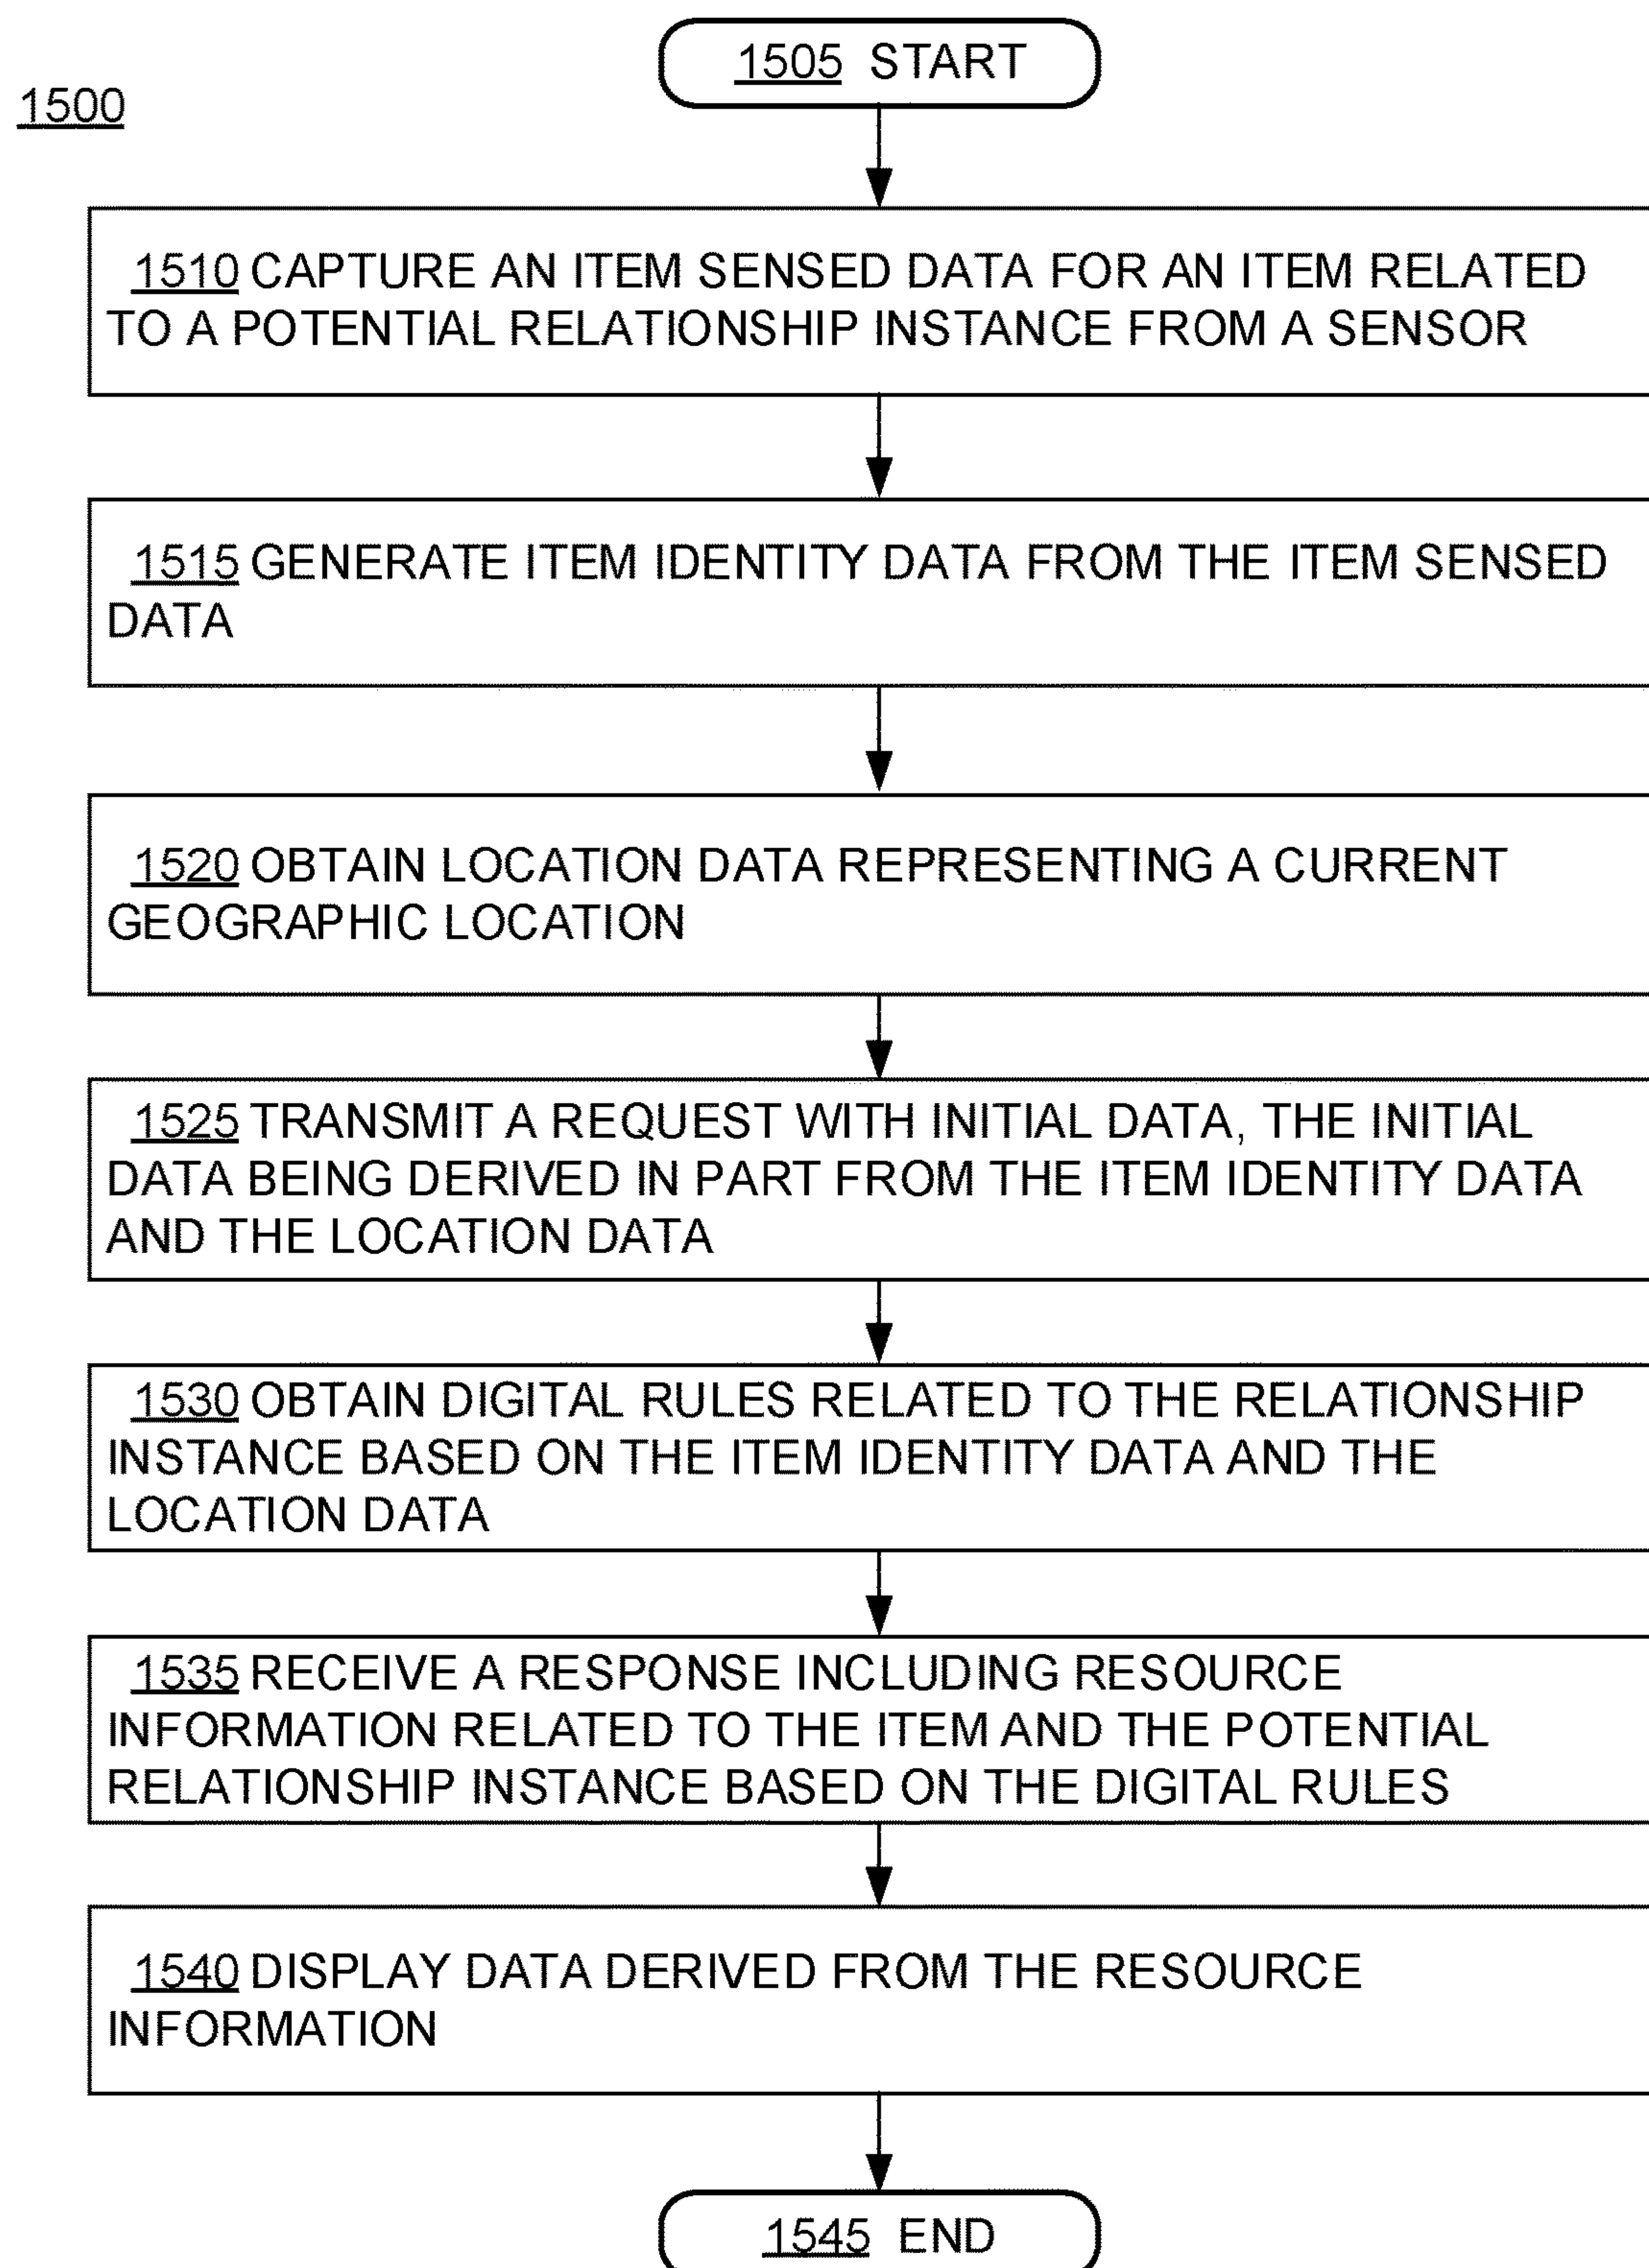 1505 START
1500
1510 CAPTURE AN ITEM SENSED DATA FOR AN ITEM RELATED
TO A POTENTIAL RELATIONSHIP INSTANCE FROM A SENSOR
1515 GENERATE ITEM IDENTITY DATA FROM THE ITEM SENSED
DATA
1520 OBTAIN LOCATION DATA REPRESENTING A CURRENT
GEOGRAPHIC LOCATION
1525 TRANSMIT A REQUEST WITH INITIAL DATA, THE INITIAL
DATA BEING DERIVED IN PART FROM THE ITEM IDENTITY DATA
AND THE LOCATION DATA
1530 OBTAIN DIGITAL RULES RELATED TO THE RELATIONSHIP
INSTANCE BASED ON THE ITEM IDENTITY DATA AND THE
LOCATION DATA
1535 RECEIVE A RESPONSE INCLUDING RESOURCE
INFORMATION RELATED TO THE ITEM AND THE POTENTIAL
RELATIONSHIP INSTANCE BASED ON THE DIGITAL RULES
1540 DISPLAY DATA DERIVED FROM THE RESOURCE
INFORMATION
1545 END